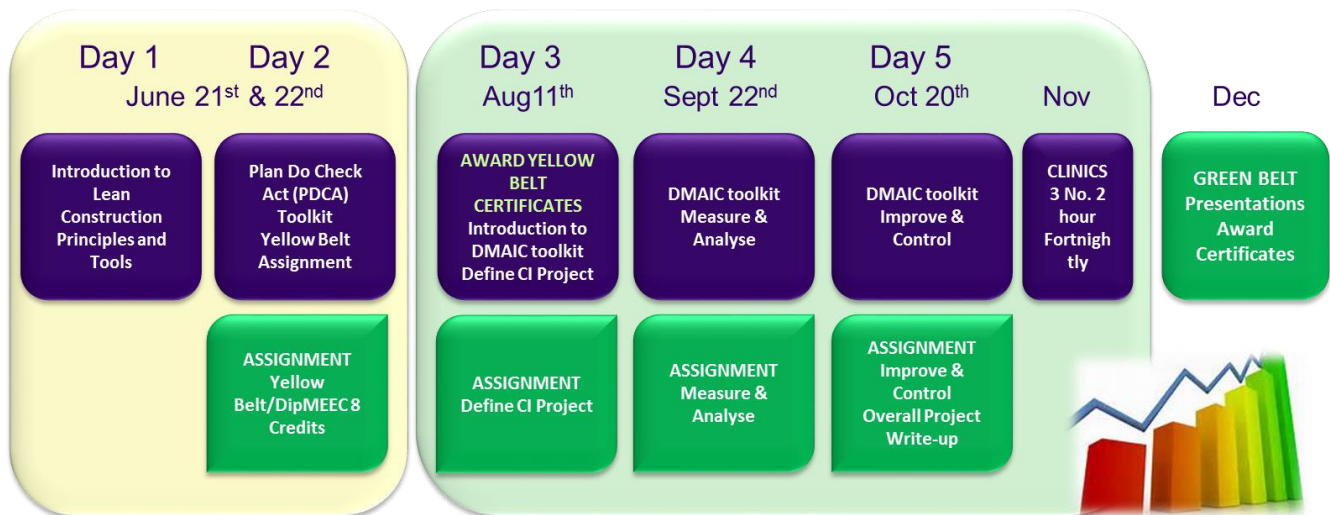 Day 1
Day 2
June 21st & 22nd
Day 3
Aug11th
Day 4
Sept 22nd
Day 5
Oct 20th
Nov
Dec
Introduction to
Lean
Construction
Principles and
Tools
Plan Do Check
Act (PDCA)
Toolkit
Yellow Belt
Assignment
AWARD YELLOW
BELT
CERTIFICATES
Introduction to
DMAIC toolkit
Define CI Project
DMAIC toolkit
Measure &
Analyse
DMAIC toolkit
Improve &
Control
CLINICS
3 No. 2
hour
Fortnigh
tly
GREEN BELT
Presentations
Award
Certificates
ASSIGNMENT
Yellow
Belt/DipMEEC 8
Credits
ASSIGNMENT
Define CI Project
ASSIGNMENT
Measure &
Analyse
ASSIGNMENT
Improve &
Control
Overall Project
Write-up